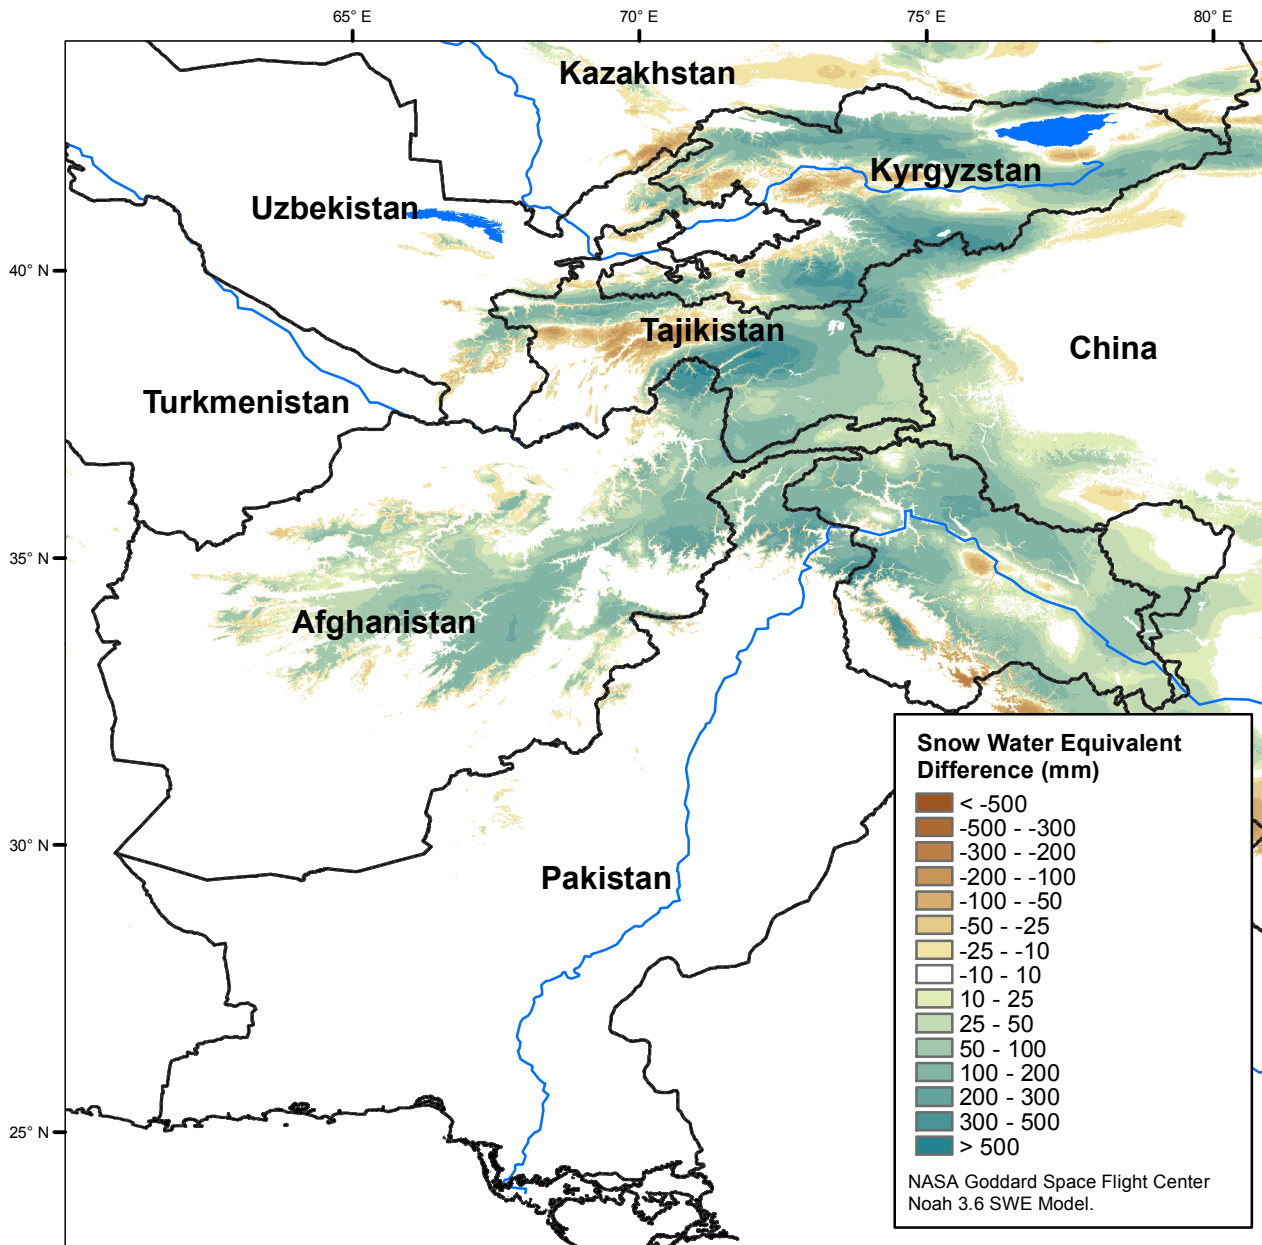 65° E
70° E
75° E
80° E
Kazakhstan
Kyrgyzstan
Uzbekistan
40° N
Tajikistan
China
Turkmenistan
35° N
Afghanistan
Snow Water Equivalent
Difference (mm)
< -500
-500 - -300
-300 - -200
-200 - -100
-100 - -50
-50 - -25
-25 - -10
-10 - 10
10 - 25
25 - 50
50 - 100
100 - 200
200 - 300
300 - 500
> 500
NASA Goddard Space Flight Center
Noah 3.6 SWE Model.
30° N
Pakistan
25° N